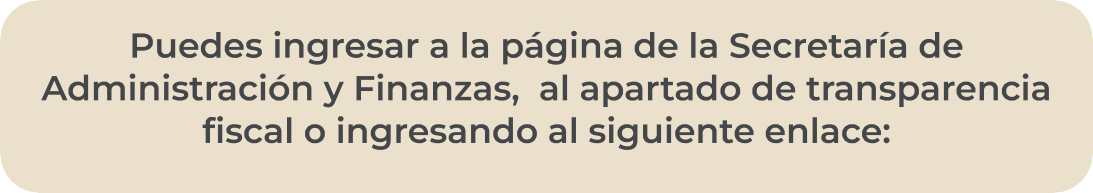 Puedes ingresar a la página de la Secretaría de
Administración y Finanzas,  al apartado de transparencia
fiscal o ingresando al siguiente enlace: